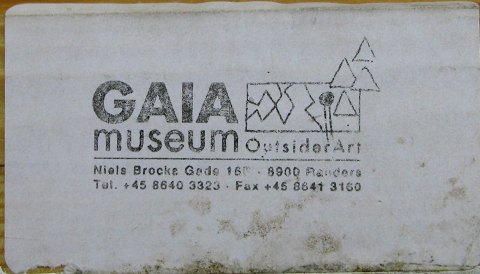 GAIA
museum OutsiderArt
Niels Brocks Gade 16 · 8900 Randers
Tel. +45 8640 3323 · Fax +45 8641 3160